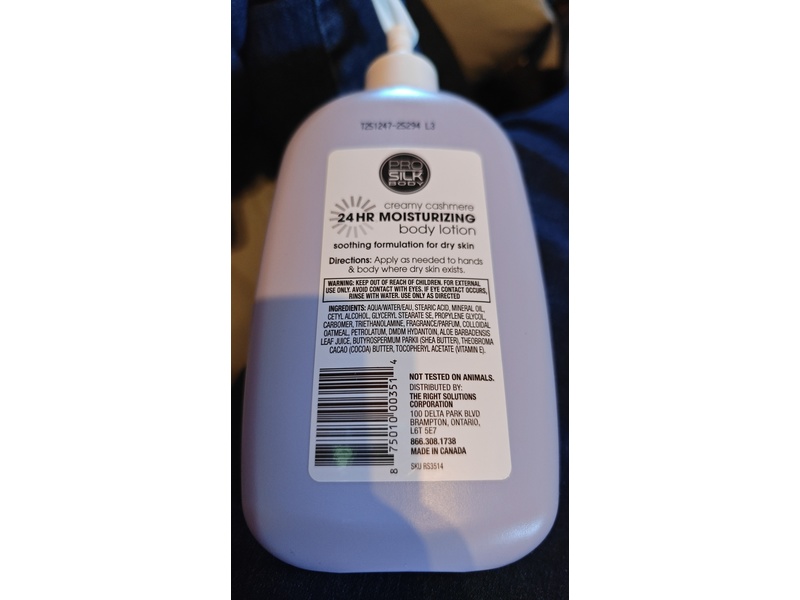 T251247-25294 L3
PRO
SILK
BODY
creamy cashmere
24HR MOISTURIZING
body lotion
soothing formulation for dry skin
Directions: Apply as needed to hands
& body where dry skin exists.
WARNING: KEEP OUT OF REACH OF CHILDREN. FOR EXTERNAL
USE ONLY. AVOID CONTACT WITH EYES. IF EYE CONTACT OCCURS,
RINSE WITH WATER. USE ONLY AS DIRECTED
INGREDIENTS: AQUA/WATER/EAU, STEARIC ACID, MINERAL OIL,
CETYL ALCOHOL, GLYCERYL STEARATE SE, PROPYLENE GLYCOL,
CARBOMER, TRIETHANOLAMINE, FRAGRANCE/PARFUM, COLLOIDAL
OATMEAL, PETROLATUM, DMDM HYDANTOIN, ALOE BARBADENSIS
LEAF JUICE, BUTYROSPERMUM PARKII (SHEA BUTTER), THEOBROMA
CACAO (COCOA) BUTTER, TOCOPHERYL ACETATE (VITAMIN E).
8 75010 00351 4
NOT TESTED ON ANIMALS.
DISTRIBUTED BY:
THE RIGHT SOLUTIONS
CORPORATION
100 DELTA PARK BLVD
BRAMPTON, ONTARIO,
L6T 5E7
866.308.1738
MADE IN CANADA
SKU RS3514